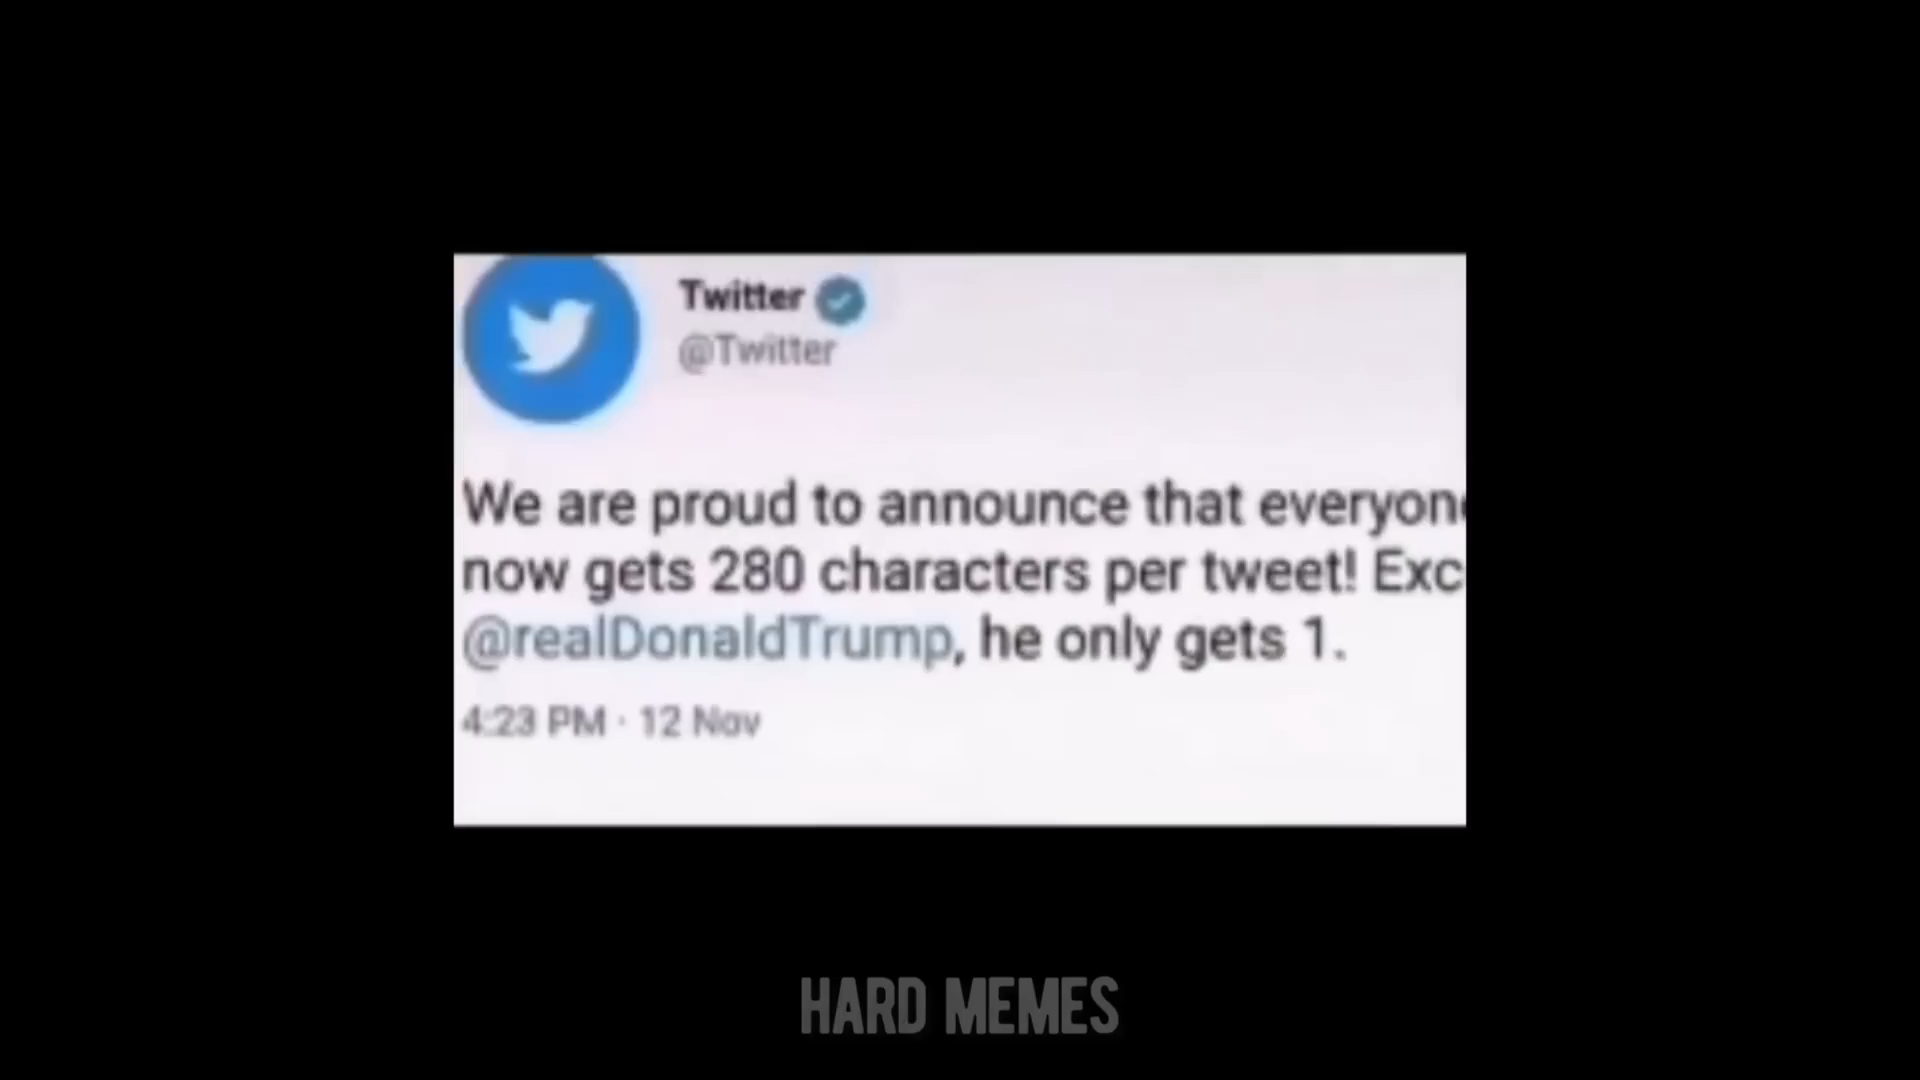 Twitter
@Twitter
We are proud to announce that everyon
now gets 280 characters per tweet! Exc
@realDonaldTrump, he only gets 1.
4:23 PM · 12 Nov
HARD MEMES